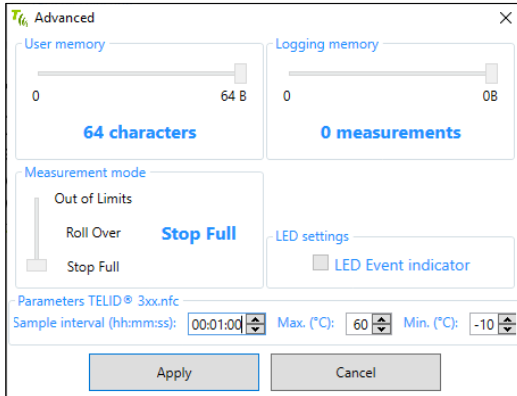 Advanced
User memory
0 64 B
64 characters
Logging memory
0 0B
0 measurements
Measurement mode
Out of Limits
Roll Over
Stop Full
Stop Full
LED settings
LED Event indicator
Parameters TELID® 3xx.nfc
Sample interval (hh:mm:ss): 00:01:00 Max. (°C): 60 Min. (°C): -10
Apply Cancel